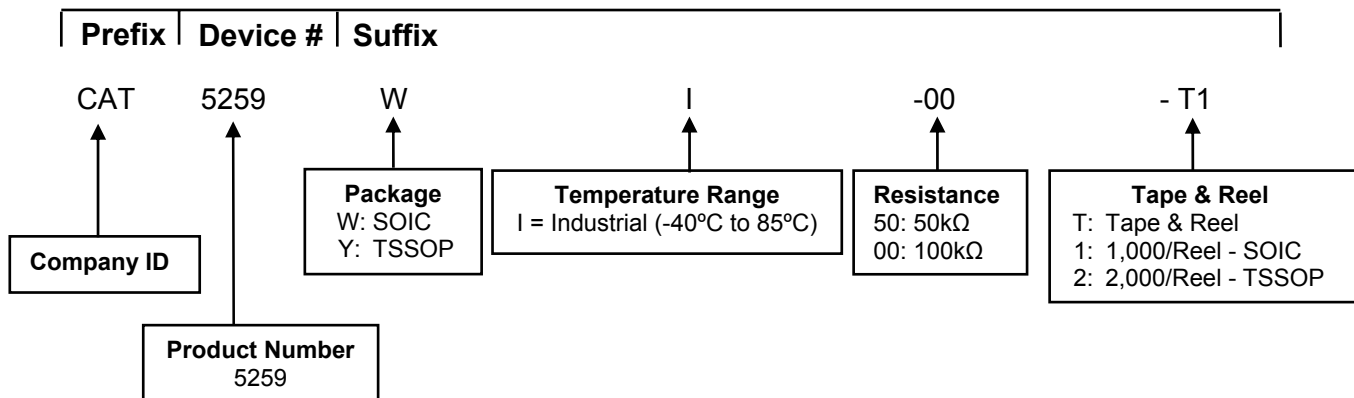 Prefix Device # Suffix
CAT 5259 W I -00 - T1
Company ID
Product Number
5259
Package
W: SOIC
Y: TSSOP
Temperature Range
I = Industrial (-40ºC to 85ºC)
Resistance
50: 50kΩ
00: 100kΩ
Tape & Reel
T: Tape & Reel
1: 1,000/Reel - SOIC
2: 2,000/Reel - TSSOP